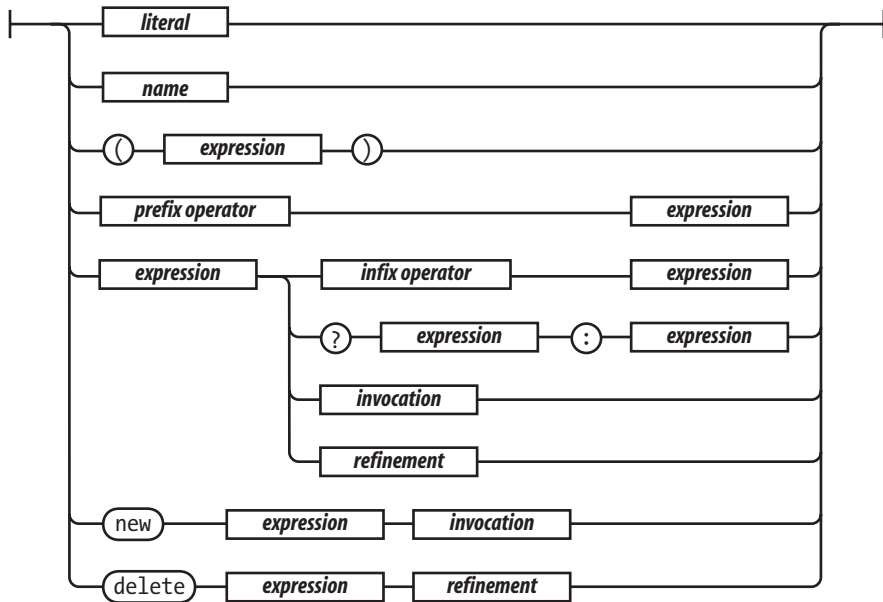 literal
name
( expression )
prefix operator expression
expression infix operator expression
? expression : expression
invocation
refinement
new expression invocation
delete expression refinement